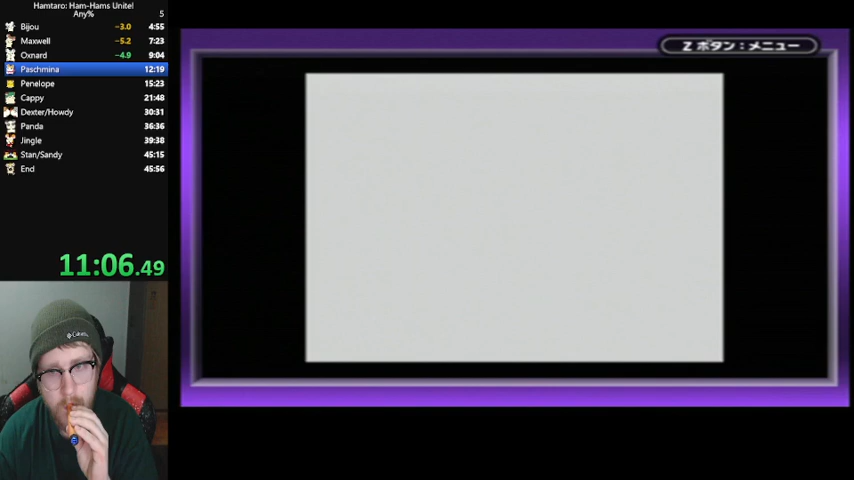 Hamtaro: Ham-Hams Unite!
Any% 5
Bijou −3.0 4:55
Maxwell −5.2 7:23
Oxnard −4.9 9:04
Paschmina 12:19
Penelope 15:23
Cappy 21:48
Dexter/Howdy 30:31
Panda 36:36
Jingle 39:38
Stan/Sandy 45:15
End 45:56
11:06.49
Z ボタン:メニュー